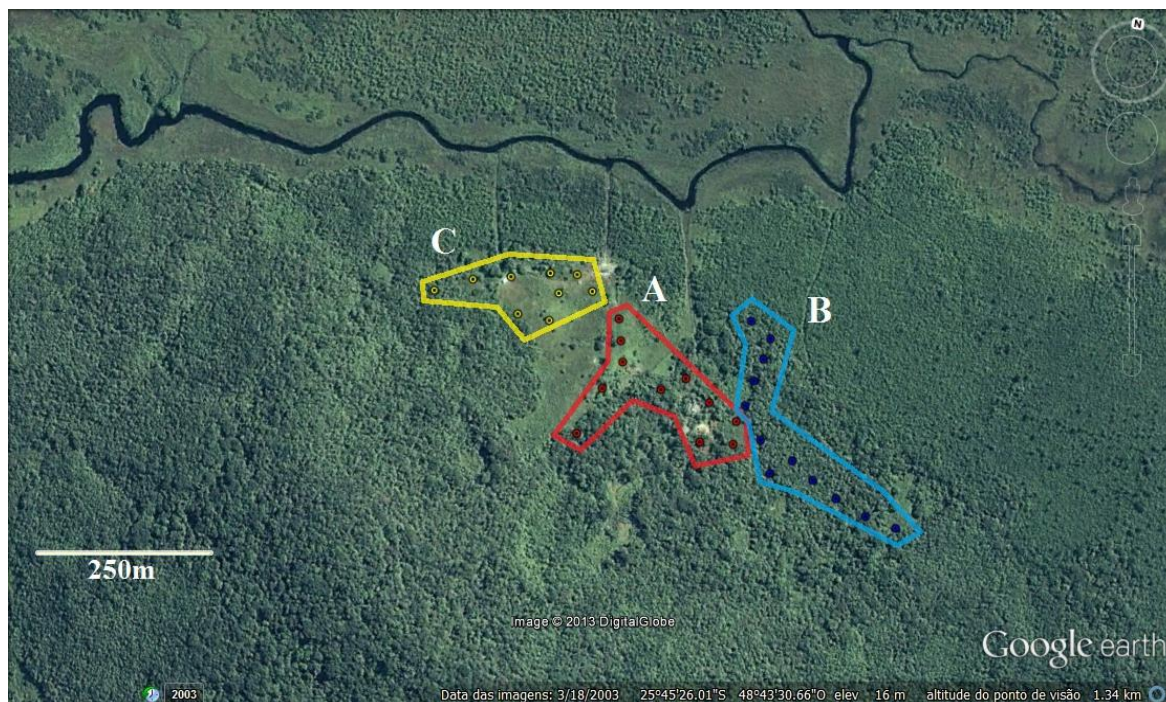 N
C
A
B
250m
Image © 2013 DigitalGlobe
Google earth
2003
Data das imagens: 3/18/2003 25°45'26.01"S 48°43'30.66"O elev 16 m altitude do ponto de visão 1.34 km